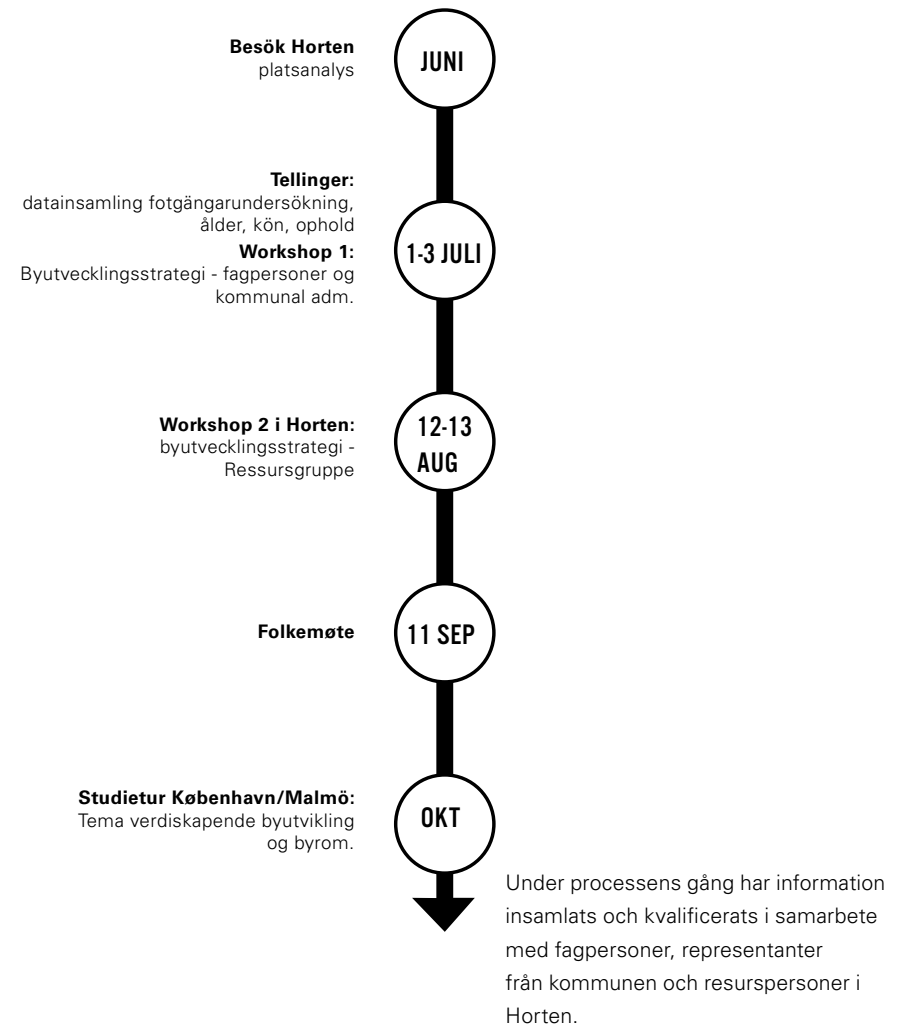 Besök Horten
platsanalys
JUNI
Tellinger:
datainsamling fotgängarundersökning,
ålder, kön, ophold
Workshop 1:
Byutvecklingsstrategi - fagpersoner og
kommunal adm.
1-3 JULI
Workshop 2 i Horten:
byutvecklingsstrategi -
Ressursgruppe
12-13
AUG
Folkemøte
11 SEP
Studietur København/Malmö:
Tema verdiskapende byutvikling
og byrom.
OKT
Under processens gång har information
insamlats och kvalificerats i samarbete
med fagpersoner, representanter
från kommunen och resurspersoner i
Horten.